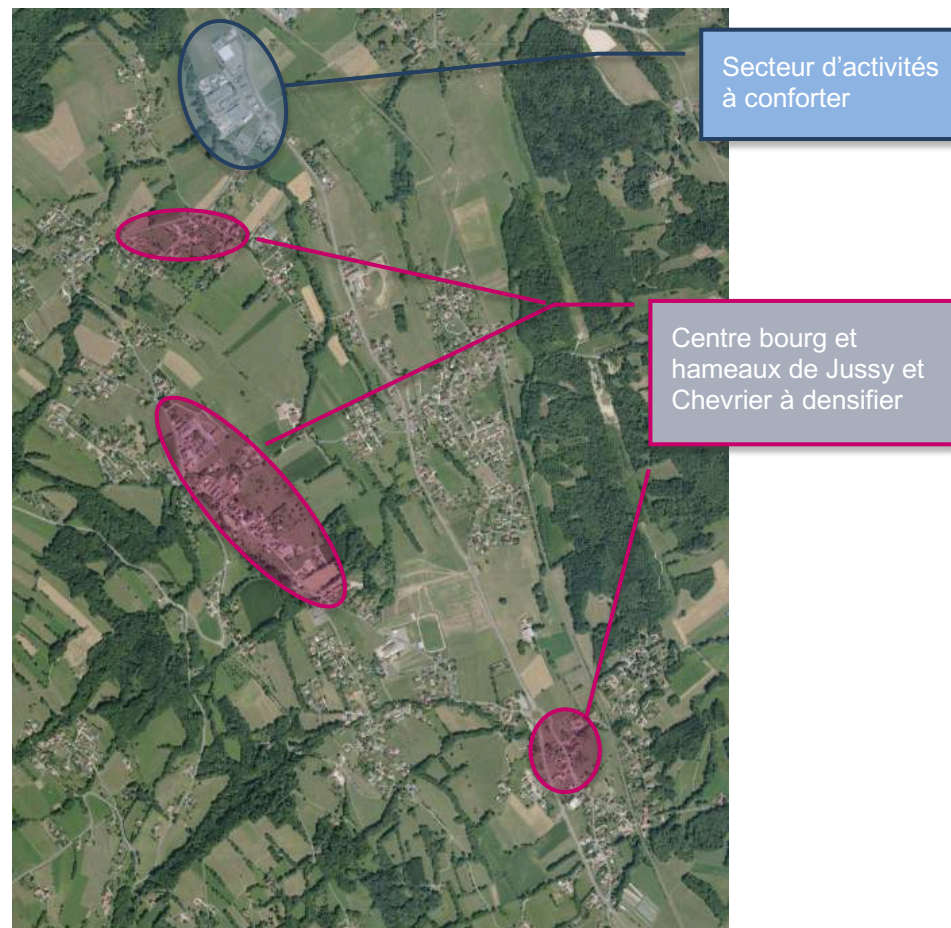 Secteur d’activités
à conforter
Centre bourg et
hameaux de Jussy et
Chevrier à densifier